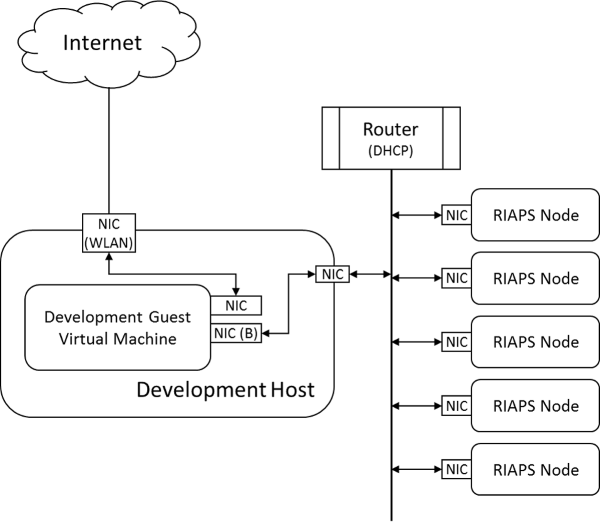 Internet
Router
(DHCP)
NIC
(WLAN)
NIC
NIC
Development Guest
Virtual Machine
NIC (B)
Development Host
NIC
RIAPS Node
NIC
RIAPS Node
NIC
RIAPS Node
NIC
RIAPS Node
NIC
RIAPS Node